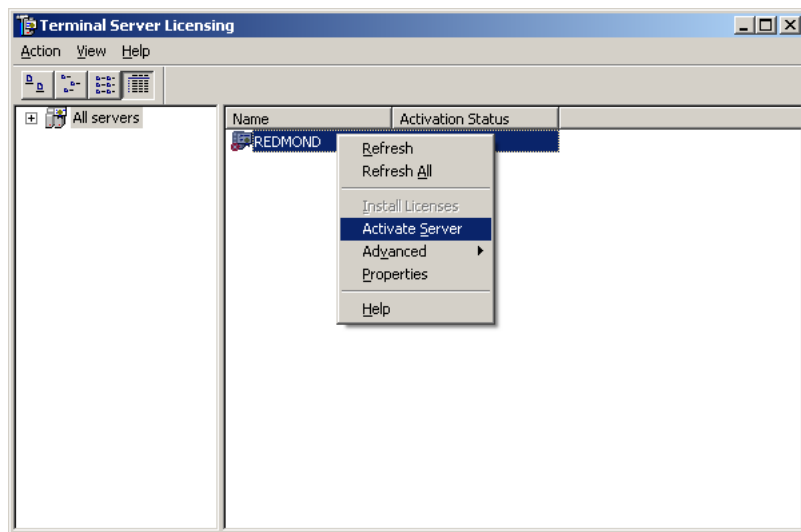 Terminal Server Licensing
Action View Help
All servers
Name Activation Status
REDMOND
Refresh
Refresh All
Install Licenses
Activate Server
Advanced
Properties
Help